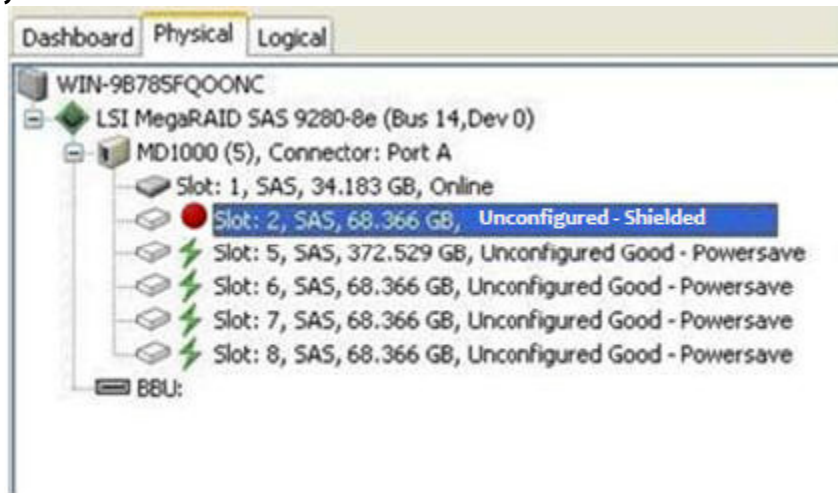 Dashboard Physical Logical
WIN-9B785FQOONC
LSI MegaRAID SAS 9280-8e (Bus 14,Dev 0)
MD1000 (5), Connector: Port A
Slot: 1, SAS, 34.183 GB, Online
Slot: 2, SAS, 68.366 GB, Unconfigured - Shielded
Slot: 5, SAS, 372.529 GB, Unconfigured Good - Powersave
Slot: 6, SAS, 68.366 GB, Unconfigured Good - Powersave
Slot: 7, SAS, 68.366 GB, Unconfigured Good - Powersave
Slot: 8, SAS, 68.366 GB, Unconfigured Good - Powersave
BBU: